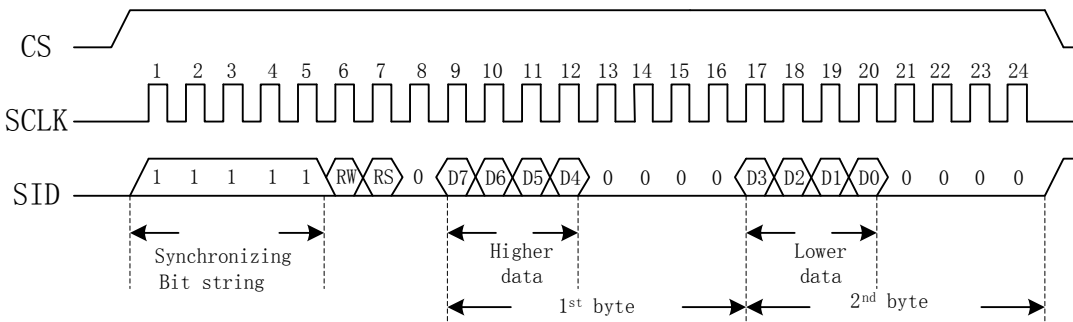 CS
1 2 3 4 5 6 7 8 9 10 11 12 13 14 15 16 17 18 19 20 21 22 23 24
SCLK
SID 1 1 1 1 1 RW RS 0 D7 D6 D5 D4 0 0 0 0 D3 D2 D1 D0 0 0 0 0
Synchronizing
Bit string
Higher
data
Lower
data
1st byte
2nd byte